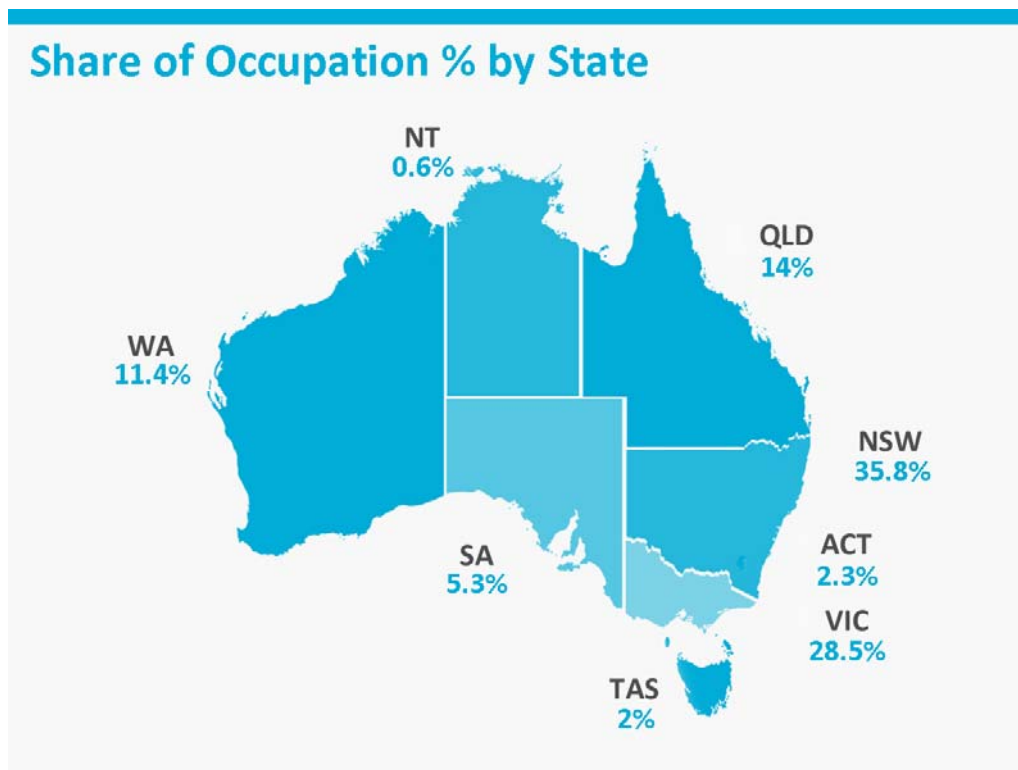 Share of Occupation % by State
NT
0.6%
QLD
14%
WA
11.4%
NSW
35.8%
SA
5.3%
ACT
2.3%
VIC
28.5%
TAS
2%